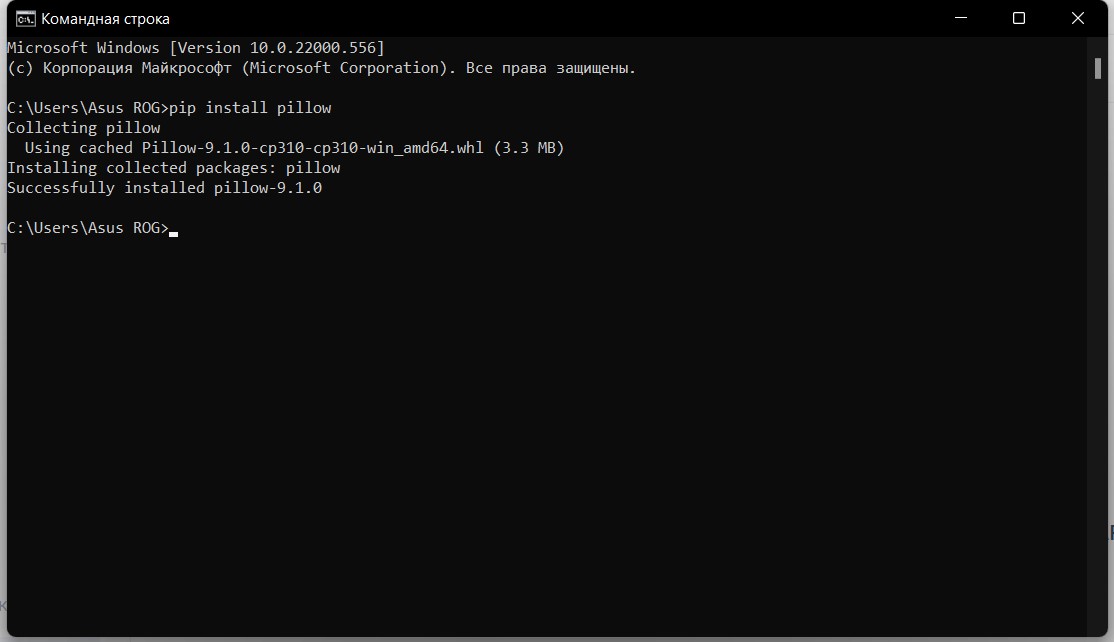 Командная строка
Microsoft Windows [Version 10.0.22000.556]
(c) Корпорация Майкрософт (Microsoft Corporation). Все права защищены.
C:\Users\Asus ROG>pip install pillow
Collecting pillow
  Using cached Pillow-9.1.0-cp310-cp310-win_amd64.whl (3.3 MB)
Installing collected packages: pillow
Successfully installed pillow-9.1.0
C:\Users\Asus ROG>